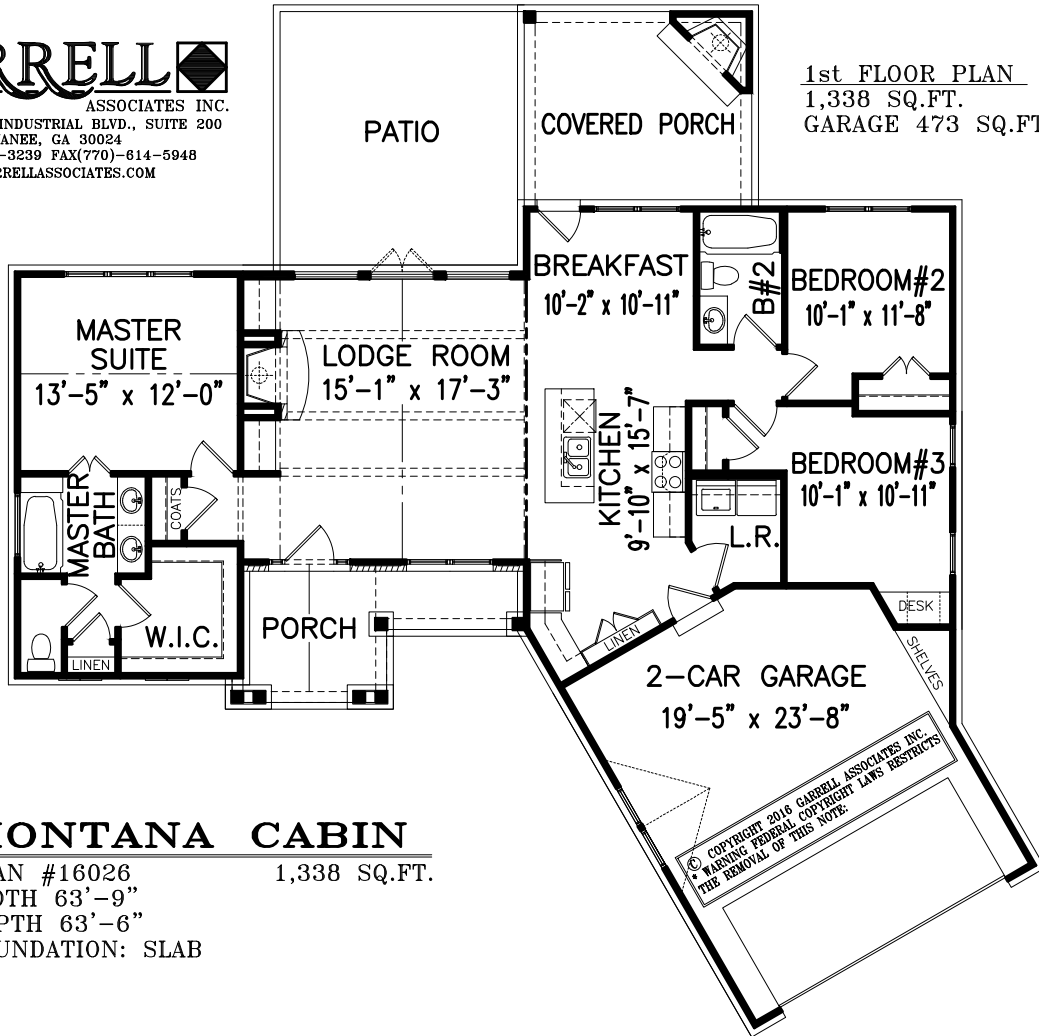 RRELL
ASSOCIATES INC.
INDUSTRIAL BLVD., SUITE 200
ANEE, GA 30024
-3239 FAX(770)-614-5948
RRELLASSOCIATES.COM
1st FLOOR PLAN
1,338 SQ.FT.
GARAGE 473 SQ.FT
PATIO
COVERED PORCH
BREAKFAST
10'-2" x 10'-11"
B#2
BEDROOM#2
10'-1" x 11'-8"
MASTER
SUITE
13'-5" x 12'-0"
LODGE ROOM
15'-1" x 17'-3"
KITCHEN
9'-10" x 15'-7"
BEDROOM#3
10'-1" x 10'-11"
MASTER
BATH
COATS
L.R.
DESK
W.I.C.
LINEN
PORCH
LINEN
SHELVES
2-CAR GARAGE
19'-5" x 23'-8"
© COPYRIGHT 2016 GARRELL ASSOCIATES INC.
* WARNING FEDERAL COPYRIGHT LAWS RESTRICTS
THE REMOVAL OF THIS NOTE:
MONTANA CABIN
AN #16026 1,338 SQ.FT.
DTH 63'-9"
PTH 63'-6"
UNDATION: SLAB